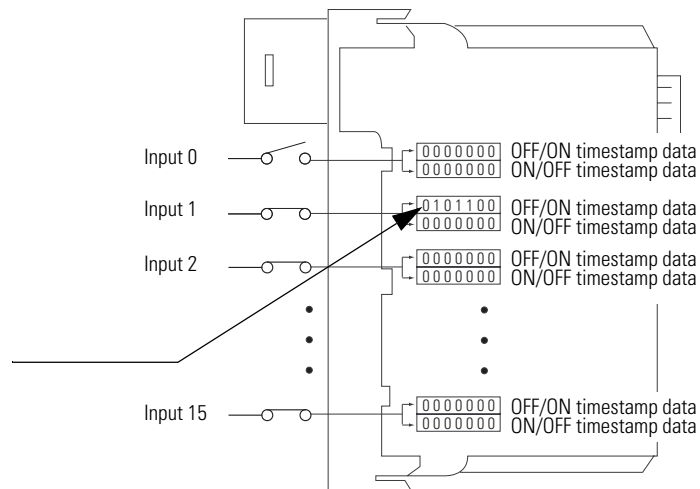 Input 0
0000000 OFF/ON timestamp data
0000000 ON/OFF timestamp data
Input 1
0101100 OFF/ON timestamp data
0000000 ON/OFF timestamp data
Input 2
0000000 OFF/ON timestamp data
0000000 ON/OFF timestamp data
Input 15
0000000 OFF/ON timestamp data
0000000 ON/OFF timestamp data